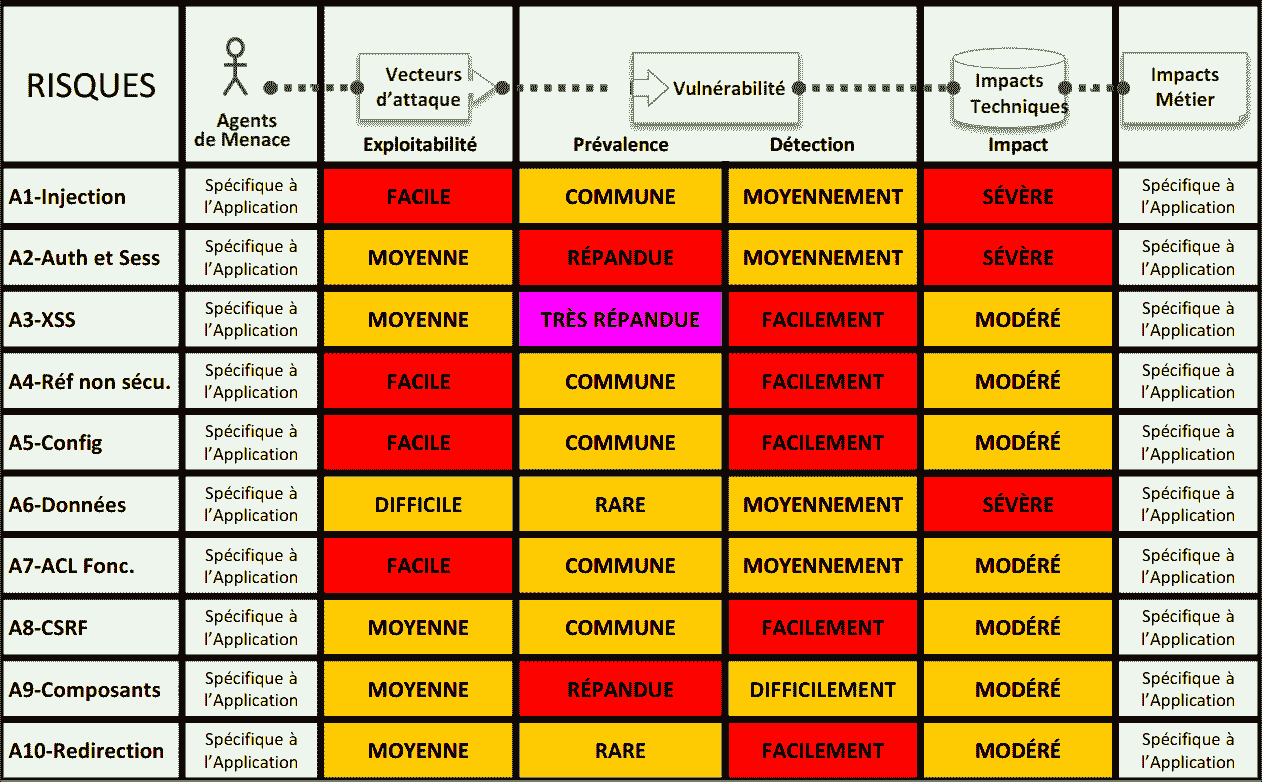 RISQUES
Agents
de Menace
Vecteurs
d'attaque
Exploitabilité
Vulnérabilité
Prévalence
Détection
Impacts
Techniques
Impact
Impacts
Métier
A1-Injection
Spécifique à
l'Application
FACILE
COMMUNE
MOYENNEMENT
SÉVÈRE
Spécifique à
l'Application
A2-Auth et Sess
Spécifique à
l'Application
MOYENNE
RÉPANDUE
MOYENNEMENT
SÉVÈRE
Spécifique à
l'Application
A3-XSS
Spécifique à
l'Application
MOYENNE
TRÈS RÉPANDUE
FACILEMENT
MODÉRÉ
Spécifique à
l'Application
A4-Réf non sécu.
Spécifique à
l'Application
FACILE
COMMUNE
FACILEMENT
MODÉRÉ
Spécifique à
l'Application
A5-Config
Spécifique à
l'Application
FACILE
COMMUNE
FACILEMENT
MODÉRÉ
Spécifique à
l'Application
A6-Données
Spécifique à
l'Application
DIFFICILE
RARE
MOYENNEMENT
SÉVÈRE
Spécifique à
l'Application
A7-ACL Fonc.
Spécifique à
l'Application
FACILE
COMMUNE
MOYENNEMENT
MODÉRÉ
Spécifique à
l'Application
A8-CSRF
Spécifique à
l'Application
MOYENNE
COMMUNE
FACILEMENT
MODÉRÉ
Spécifique à
l'Application
A9-Composants
Spécifique à
l'Application
MOYENNE
RÉPANDUE
DIFFICILEMENT
MODÉRÉ
Spécifique à
l'Application
A10-Redirection
Spécifique à
l'Application
MOYENNE
RARE
FACILEMENT
MODÉRÉ
Spécifique à
l'Application